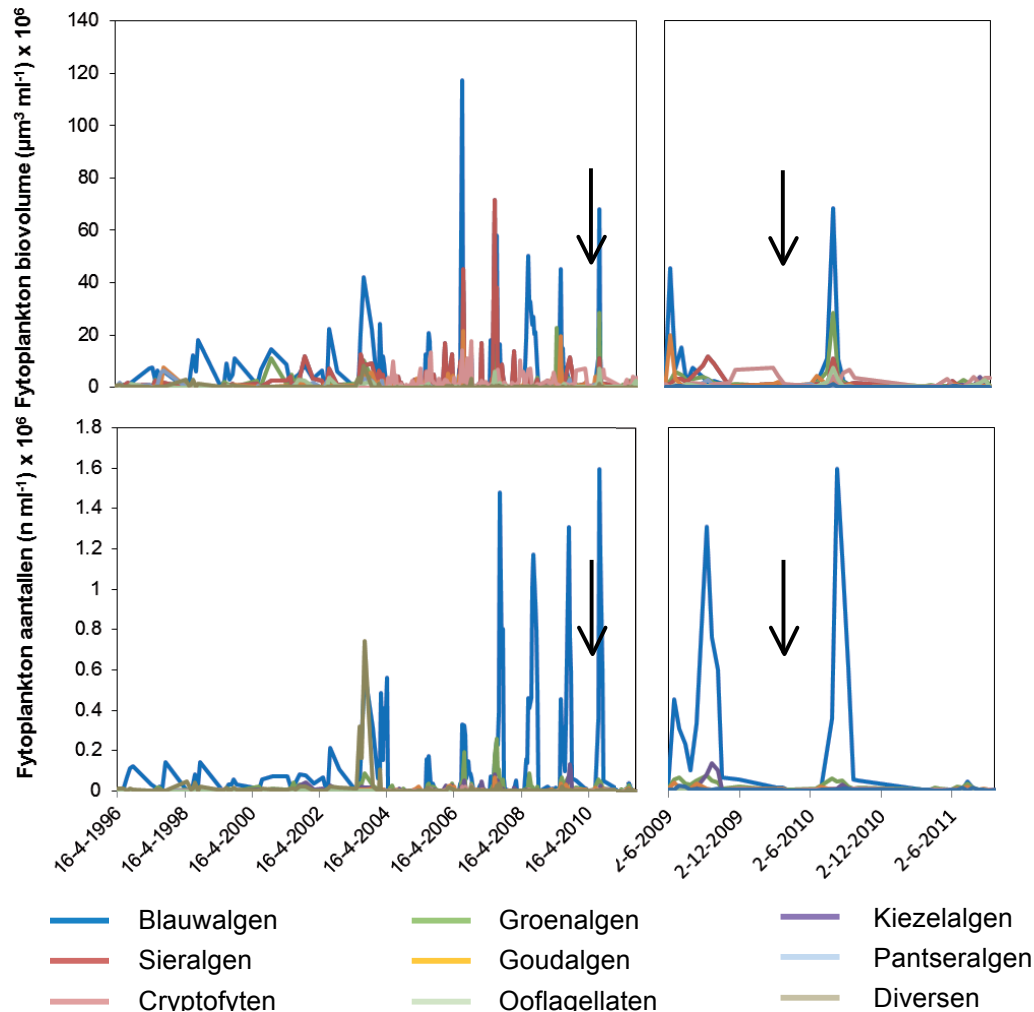 Fytoplankton biovolume (µm³ ml⁻¹) x 10⁶
140
120
100
80
60
40
20
0
Fytoplankton aantallen (n ml⁻¹) x 10⁶
1.8
1.6
1.4
1.2
1
0.8
0.6
0.4
0.2
0
16-4-1996
16-4-1998
16-4-2000
16-4-2002
16-4-2004
16-4-2006
16-4-2008
16-4-2010
2-6-2009
2-12-2009
2-6-2010
2-12-2010
2-6-2011
Blauwalgen
Groenalgen
Kiezelalgen
Sieralgen
Goudalgen
Pantseralgen
Cryptofyten
Ooflagellaten
Diversen